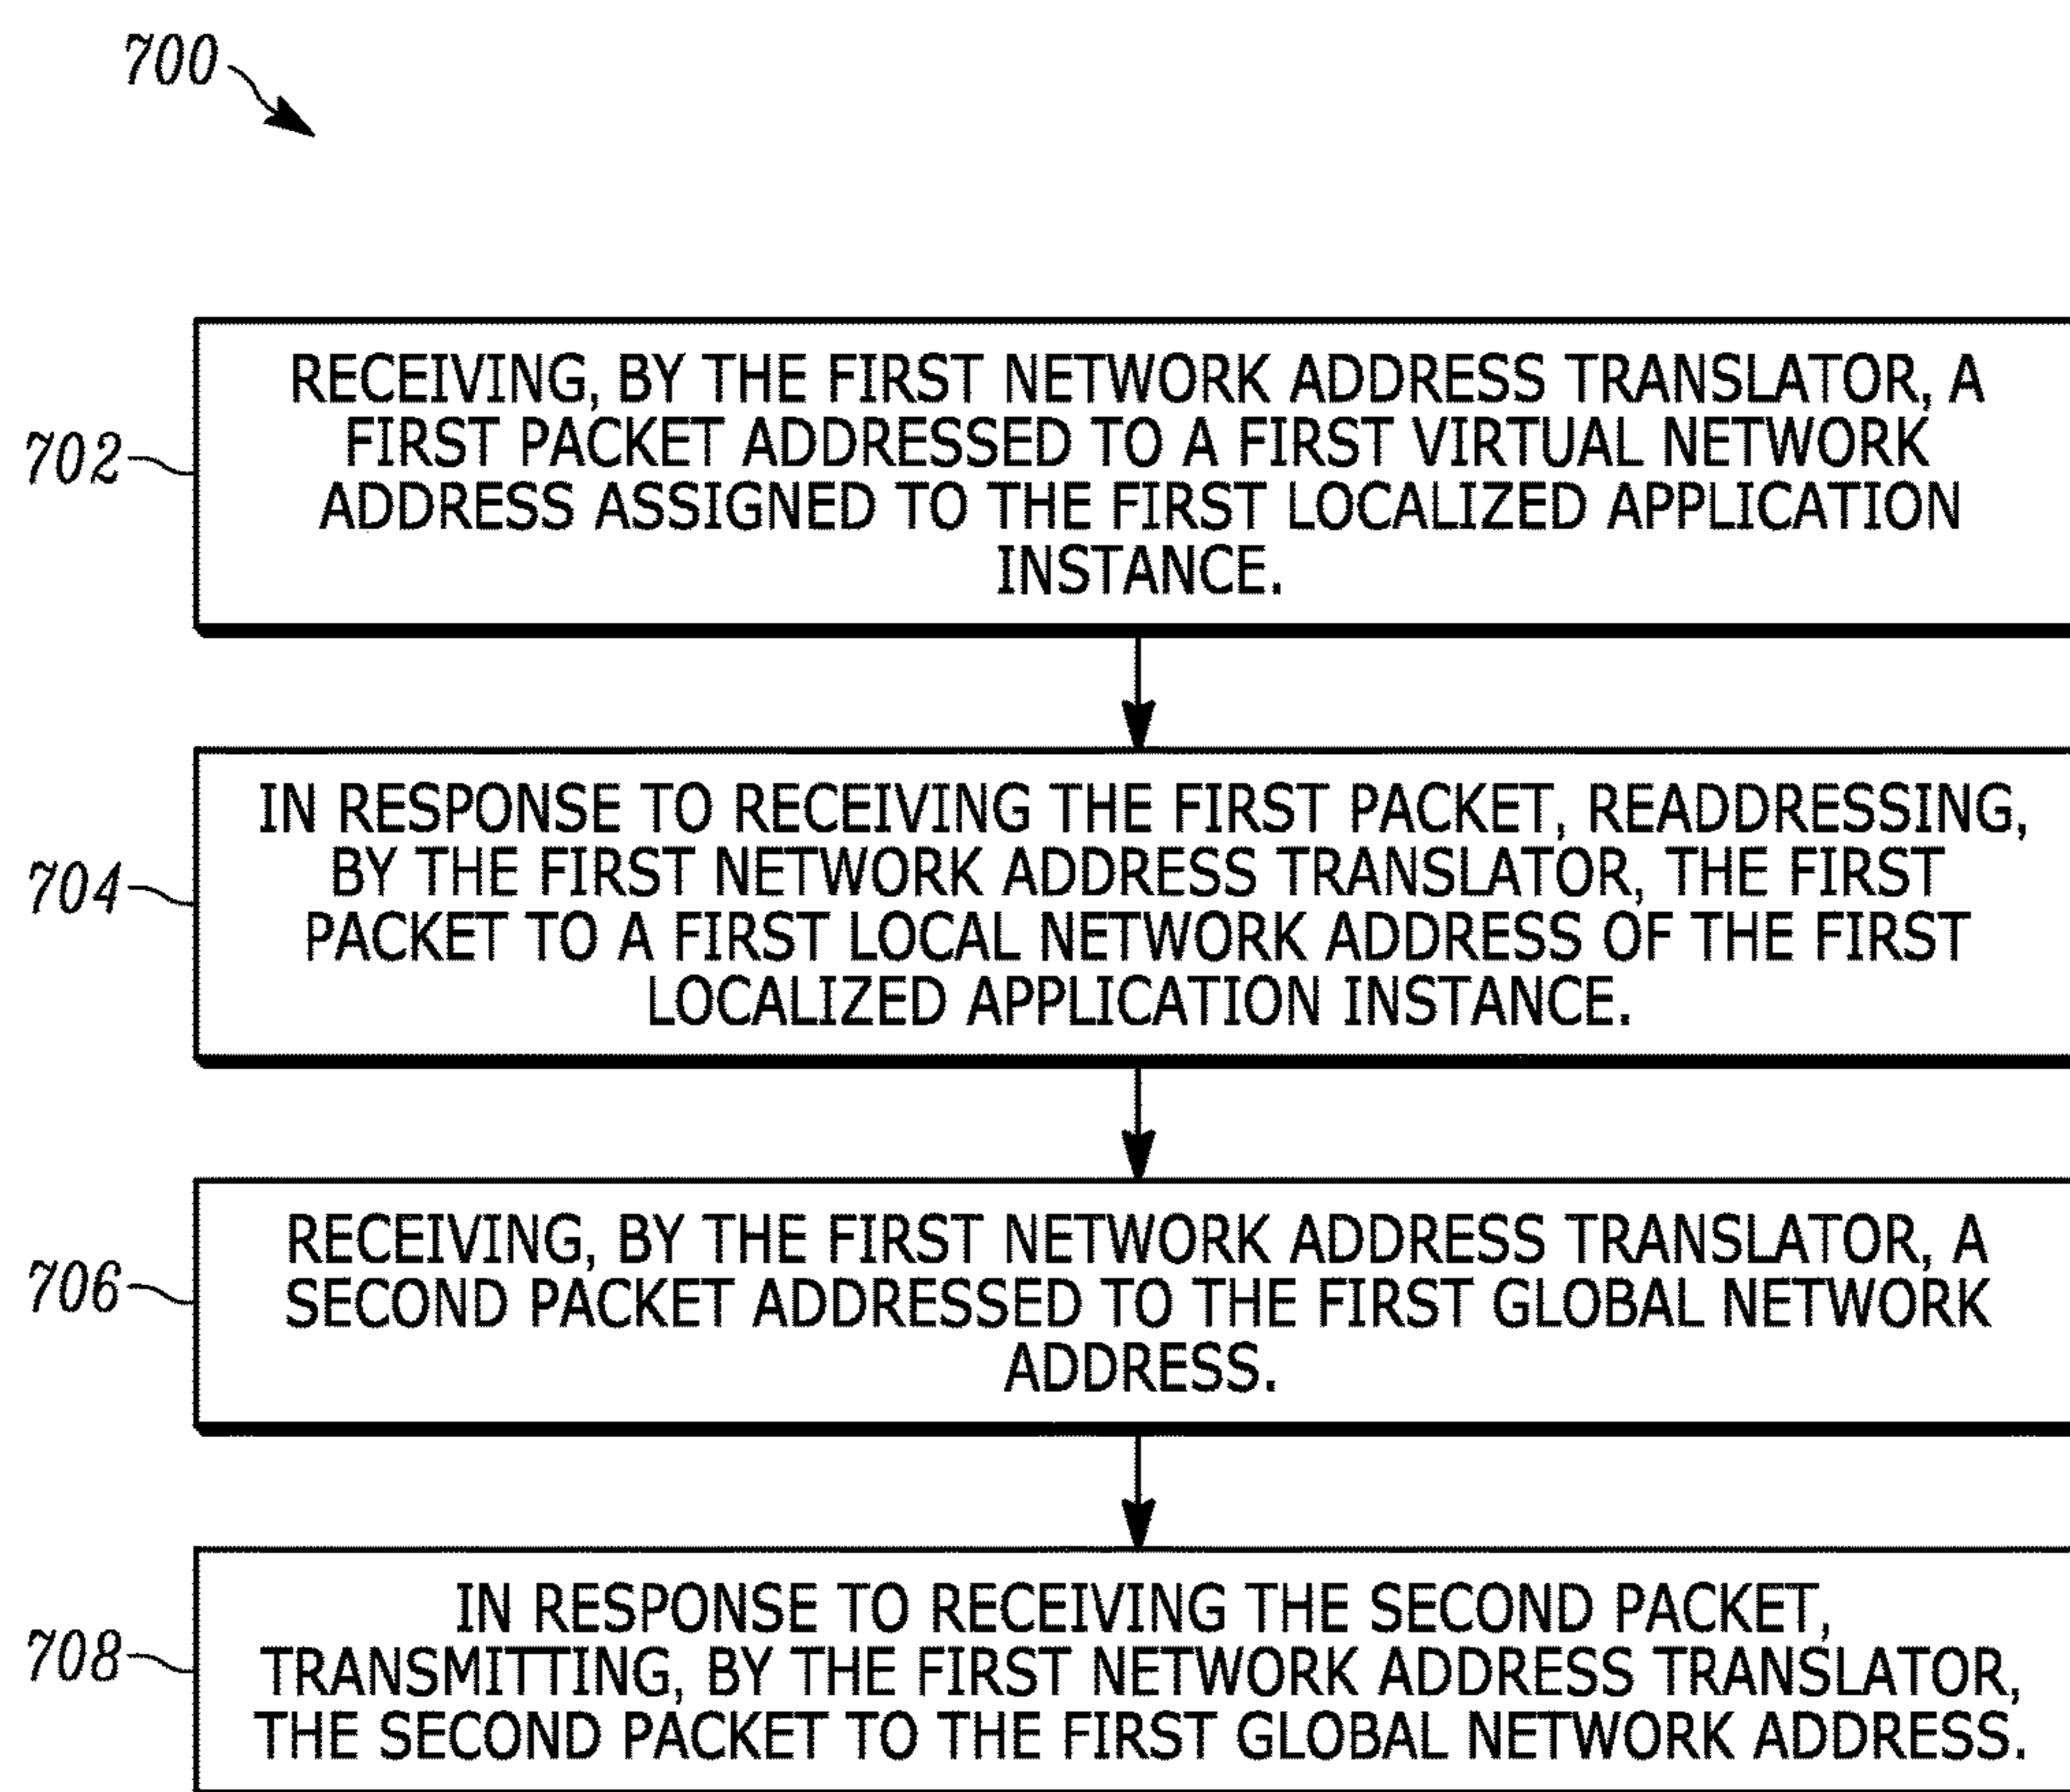 700
702
RECEIVING, BY THE FIRST NETWORK ADDRESS TRANSLATOR, A
FIRST PACKET ADDRESSED TO A FIRST VIRTUAL NETWORK
ADDRESS ASSIGNED TO THE FIRST LOCALIZED APPLICATION
INSTANCE.
704
IN RESPONSE TO RECEIVING THE FIRST PACKET, READDRESSING,
BY THE FIRST NETWORK ADDRESS TRANSLATOR, THE FIRST
PACKET TO A FIRST LOCAL NETWORK ADDRESS OF THE FIRST
LOCALIZED APPLICATION INSTANCE.
706
RECEIVING, BY THE FIRST NETWORK ADDRESS TRANSLATOR, A
SECOND PACKET ADDRESSED TO THE FIRST GLOBAL NETWORK
ADDRESS.
708
IN RESPONSE TO RECEIVING THE SECOND PACKET,
TRANSMITTING, BY THE FIRST NETWORK ADDRESS TRANSLATOR,
THE SECOND PACKET TO THE FIRST GLOBAL NETWORK ADDRESS.